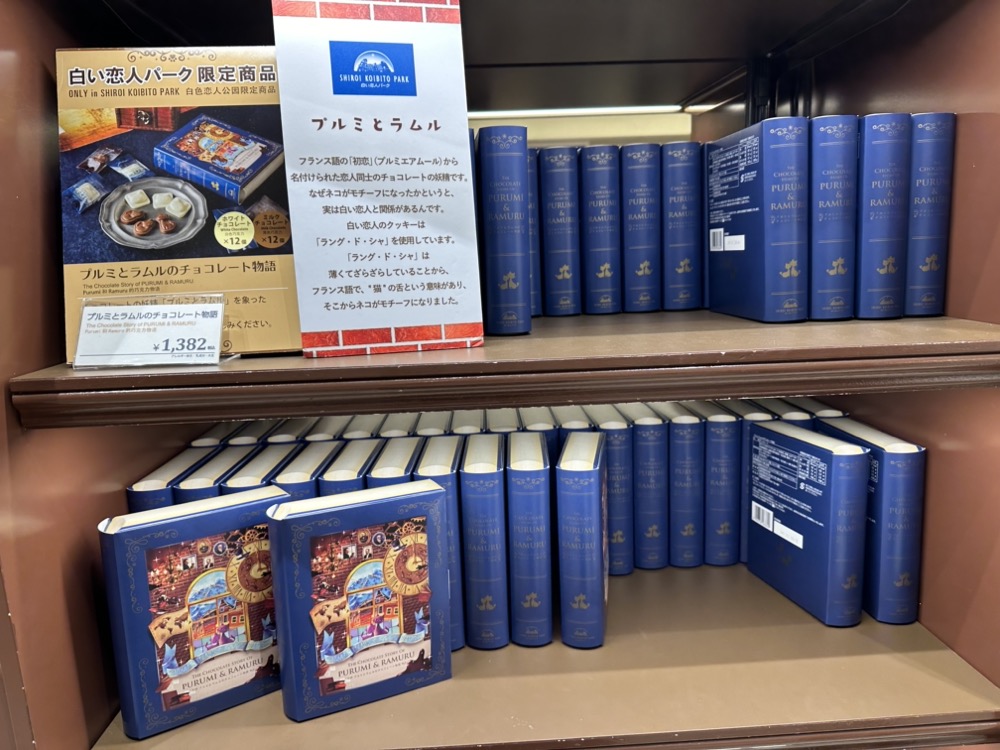 白い恋人パーク 限定商品
ONLY in SHIROI KOIBITO PARK 白色恋人公园限定商品
ホワイト
チョコレート
White Chocolate
×12個
ミルク
チョコレート
×12個
プルミとラムルのチョコレート物語
The Chocolate Story of PURUMI & RAMURU
プルミとラムルのチョコレート物語
The Chocolate Story of PURUMI & RAMURU
¥1,382
SHIROI KOIBITO PARK
白い恋人パーク
プルミとラムル
フランス語の「初恋」(プルミエアムール)から
名付けられた恋人同士のチョコレートの妖精です。
なぜネコがモチーフになったかというと、
実は白い恋人と関係があるんです。
白い恋人のクッキーは
「ラング・ド・シャ」を使用しています。
「ラング・ド・シャ」は
薄くてざらざらしていることから、
フランス語で、"猫"の舌という意味があり、
そこからネコがモチーフになりました。
THE CHOCOLATE STORY OF
PURUMI & RAMURU
THE CHOCOLATE STORY OF
PURUMI & RAMURU
PURUMI
&
RAMURU
PURUMI
&
RAMURU
PURUMI
&
RAMURU
PURUMI
&
RAMURU